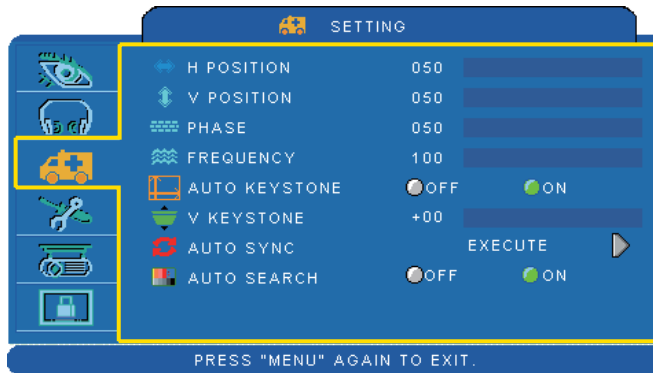 SETTING
H POSITION 050
V POSITION 050
PHASE 050
FREQUENCY 100
AUTO KEYSTONE OFF ON
V KEYSTONE +00
AUTO SYNC EXECUTE
AUTO SEARCH OFF ON
PRESS "MENU" AGAIN TO EXIT.